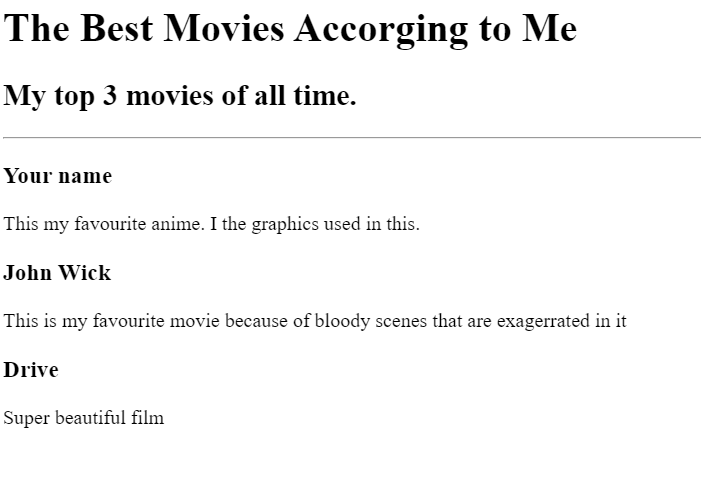 The Best Movies Accorging to Me
My top 3 movies of all time.
Your name
This my favourite anime. I the graphics used in this.
John Wick
This is my favourite movie because of bloody scenes that are exagerrated in it
Drive
Super beautiful film